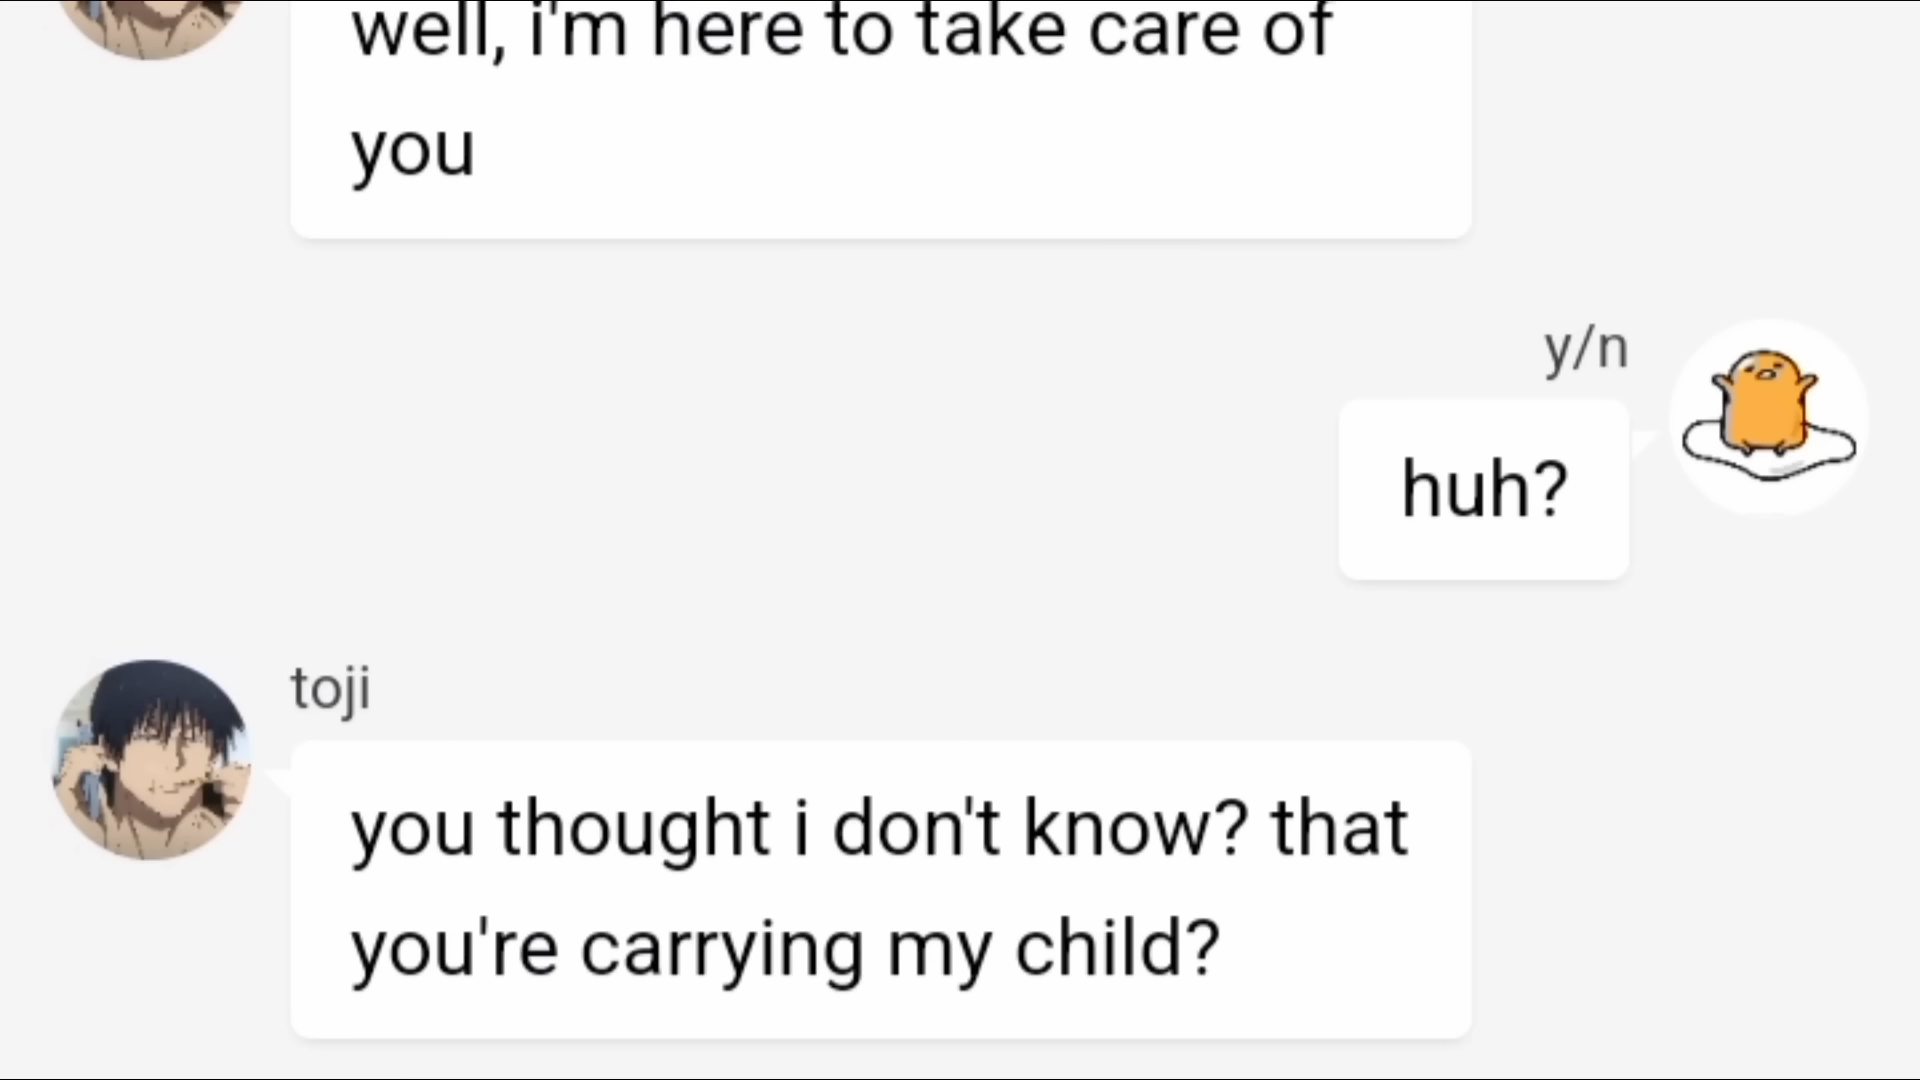 well, i'm here to take care of
you
y/n
huh?
toji
you thought i don't know? that
you're carrying my child?